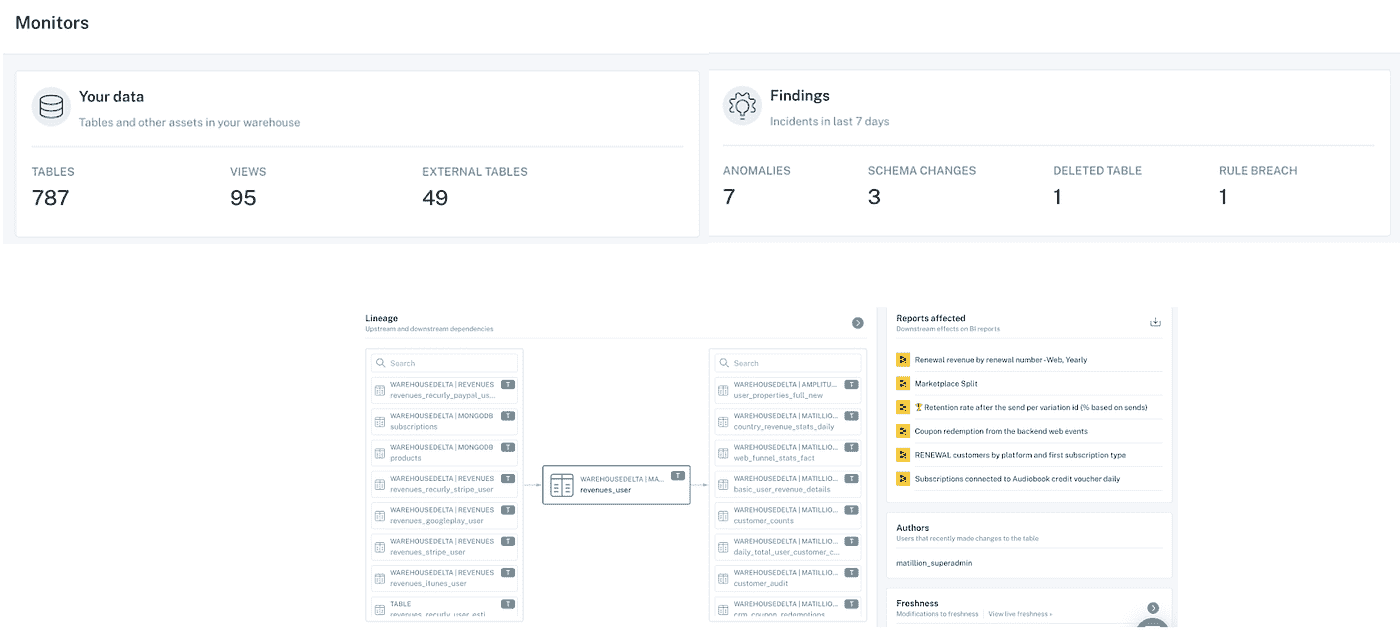 Monitors
Your data
Tables and other assets in your warehouse
TABLES
787
VIEWS
95
EXTERNAL TABLES
49
Findings
Incidents in last 7 days
ANOMALIES
7
SCHEMA CHANGES
3
DELETED TABLE
1
RULE BREACH
1
Lineage
Upstream and downstream dependencies
Search
WAREHOUSEDELTA | REVENUES T
revenues_recurly_paypal_us...
WAREHOUSEDELTA | MONGODB T
subscriptions
WAREHOUSEDELTA | MONGODB T
products
WAREHOUSEDELTA | REVENUES T
revenues_recurly_stripe_user
WAREHOUSEDELTA | REVENUES T
revenues_googleplay_user
WAREHOUSEDELTA | REVENUES T
revenues_stripe_user
WAREHOUSEDELTA | REVENUES T
revenues_itunes_user
TABLE T
revenues_recurly_user_esti
WAREHOUSEDELTA | MA... T
revenues_user
Search
WAREHOUSEDELTA | AMPLITU... T
user_properties_full_new
WAREHOUSEDELTA | MATILLIO... T
country_revenue_stats_daily
WAREHOUSEDELTA | MATILLIO... T
web_funnel_stats_fact
WAREHOUSEDELTA | MATILLIO... T
basic_user_revenue_details
WAREHOUSEDELTA | MATILLIO... T
customer_counts
WAREHOUSEDELTA | MATILLIO... T
daily_total_user_customer_c...
WAREHOUSEDELTA | MATILLIO... T
customer_audit
WAREHOUSEDELTA | MATILLIO... T
crm_coupon_redemptions
Reports affected
Downstream effects on BI reports
Renewal revenue by renewal number - Web, Yearly
Marketplace Split
🏆 Retention rate after the send per variation id (% based on sends)
Coupon redemption from the backend web events
RENEWAL customers by platform and first subscription type
Subscriptions connected to Audiobook credit voucher daily
Authors
Users that recently made changes to the table
matillion_superadmin
Freshness
Modifications to freshness | View live freshness ›